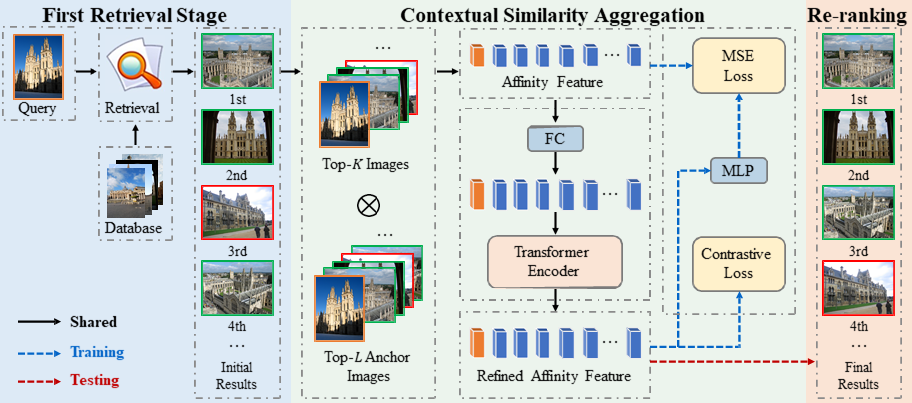 First Retrieval Stage
Contextual Similarity Aggregation
Re-ranking
Query
Retrieval
Database
1st
2nd
3rd
4th
...
Initial
Results
Shared
Training
Testing
...
Top-K Images
...
Top-L Anchor
Images
...
Affinity Feature
FC
...
Transformer
Encoder
...
Refined Affinity Feature
MSE
Loss
MLP
Contrastive
Loss
1st
2nd
3rd
4th
...
Final
Results